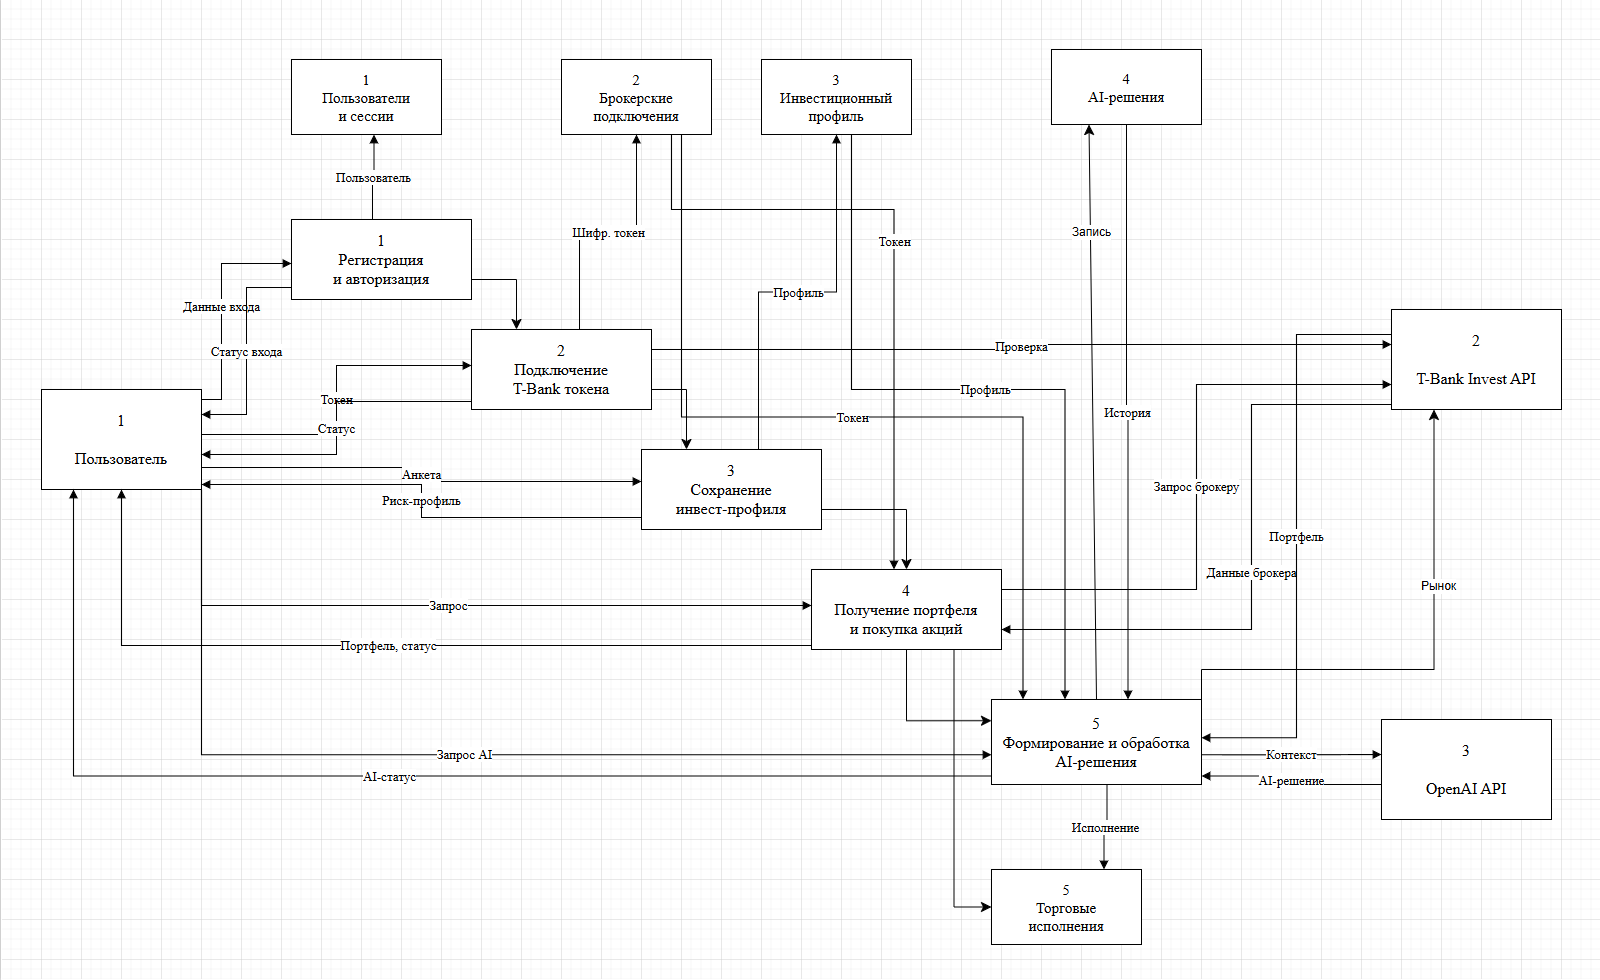 1
Пользователи
и сессии
2
Брокерские
подключения
3
Инвестиционный
профиль
4
AI-решения
Пользователь
1
Регистрация
и авторизация
Шифр. токен
Запись
Токен
Профиль
Данные входа
Статус входа
2
Подключение
T-Bank токена
Проверка
2
T-Bank Invest API
Токен
Профиль
История
Токен
Статус
1
Пользователь
Анкета
Риск-профиль
3
Сохранение
инвест-профиля
Запрос брокеру
Портфель
Данные брокера
Рынок
4
Получение портфеля
и покупка акций
Запрос
Портфель, статус
5
Формирование и обработка
AI-решения
Запрос AI
AI-статус
Контекст
AI-решение
3
OpenAI API
Исполнение
5
Торговые
исполнения